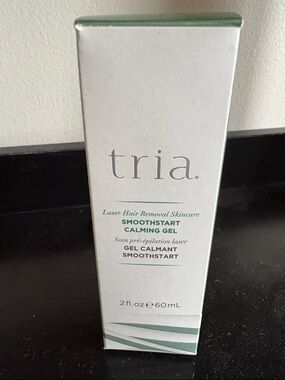 tria.
Laser Hair Removal Skincare
SMOOTHSTART
CALMING GEL
Soin pré-épilation laser
GEL CALMANT
SMOOTHSTART
2 fl.oz ℮ 60mL